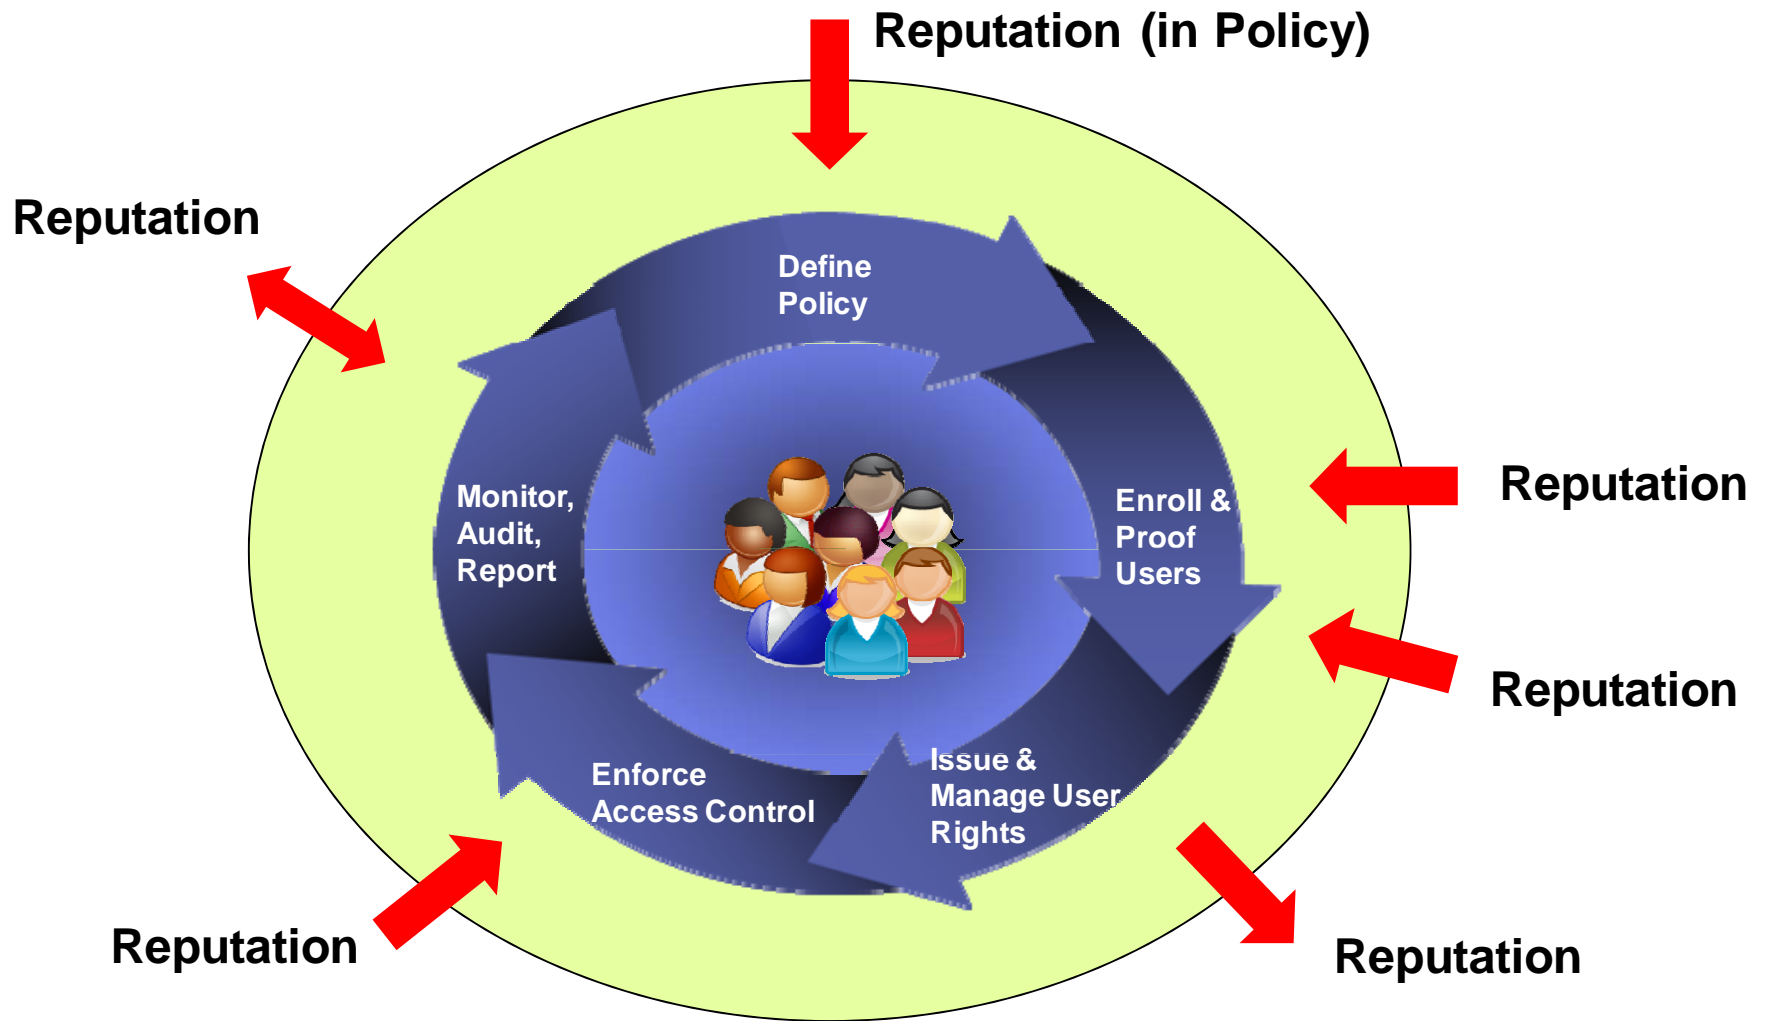 Reputation (in Policy)
Reputation
Define
Policy
Monitor,
Audit,
Report
Enroll &
Proof
Users
Reputation
Reputation
Issue &
Manage User
Rights
Enforce
Access Control
Reputation
Reputation